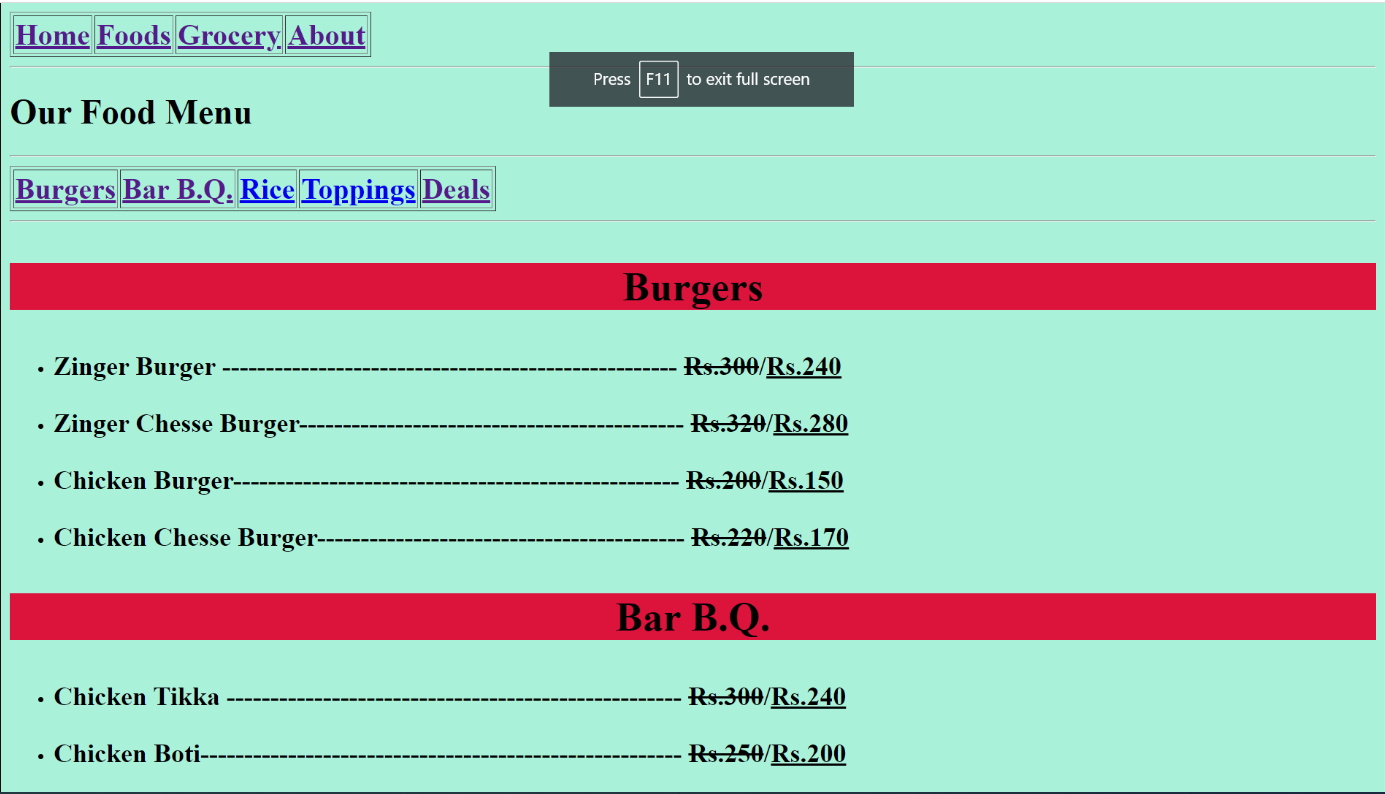 Home Foods Grocery About
Press F11 to exit full screen
Our Food Menu
Burgers Bar B.Q. Rice Toppings Deals
Burgers
• Zinger Burger ---------------------------------------------------- Rs.300/Rs.240
• Zinger Chesse Burger-------------------------------------------- Rs.320/Rs.280
• Chicken Burger--------------------------------------------------- Rs.200/Rs.150
• Chicken Chesse Burger------------------------------------------ Rs.220/Rs.170
Bar B.Q.
• Chicken Tikka ---------------------------------------------------- Rs.300/Rs.240
• Chicken Boti------------------------------------------------------- Rs.250/Rs.200